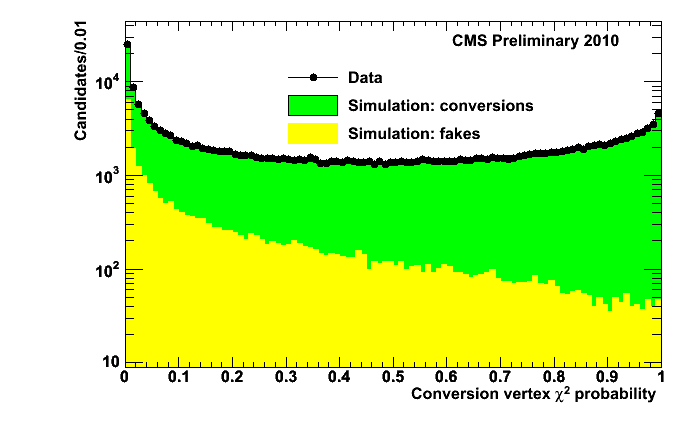 CMS Preliminary 2010
Candidates/0.01
Data
Simulation: conversions
Simulation: fakes
10⁴
10³
10²
10
0 0.1 0.2 0.3 0.4 0.5 0.6 0.7 0.8 0.9 1
Conversion vertex χ² probability